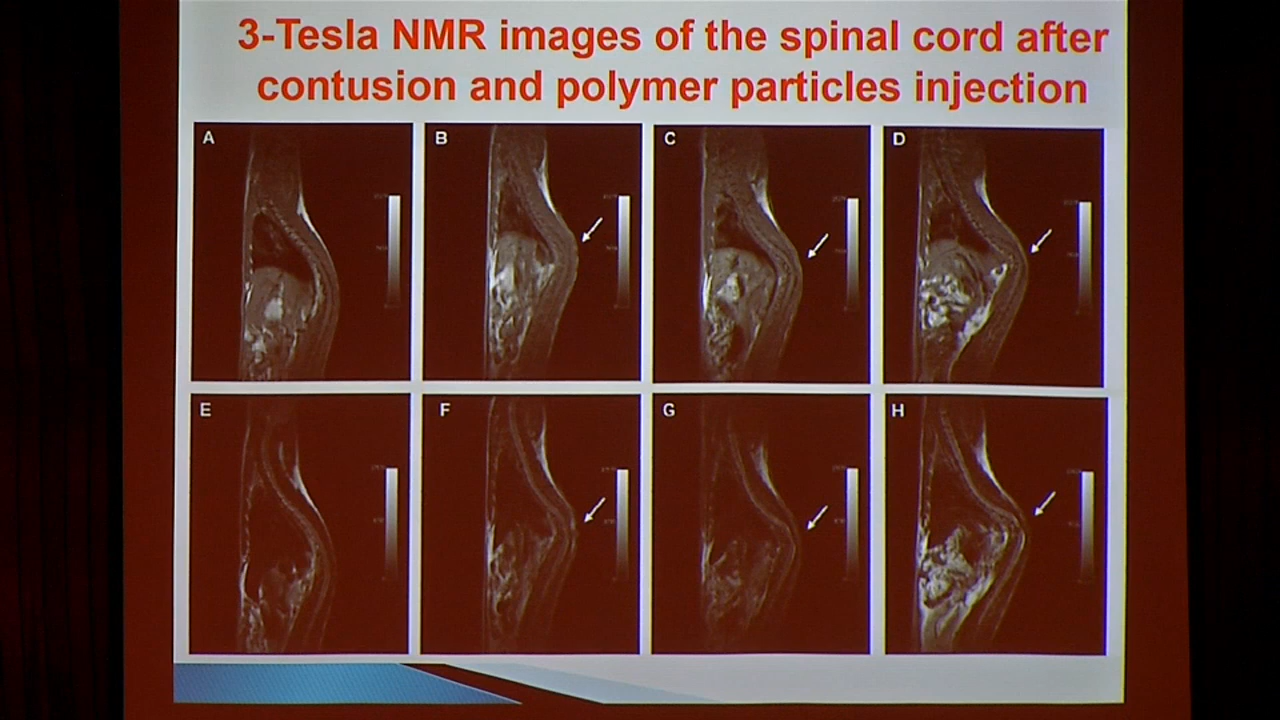 3-Tesla NMR images of the spinal cord after
contusion and polymer particles injection
A
B
C
D
E
F
G
H